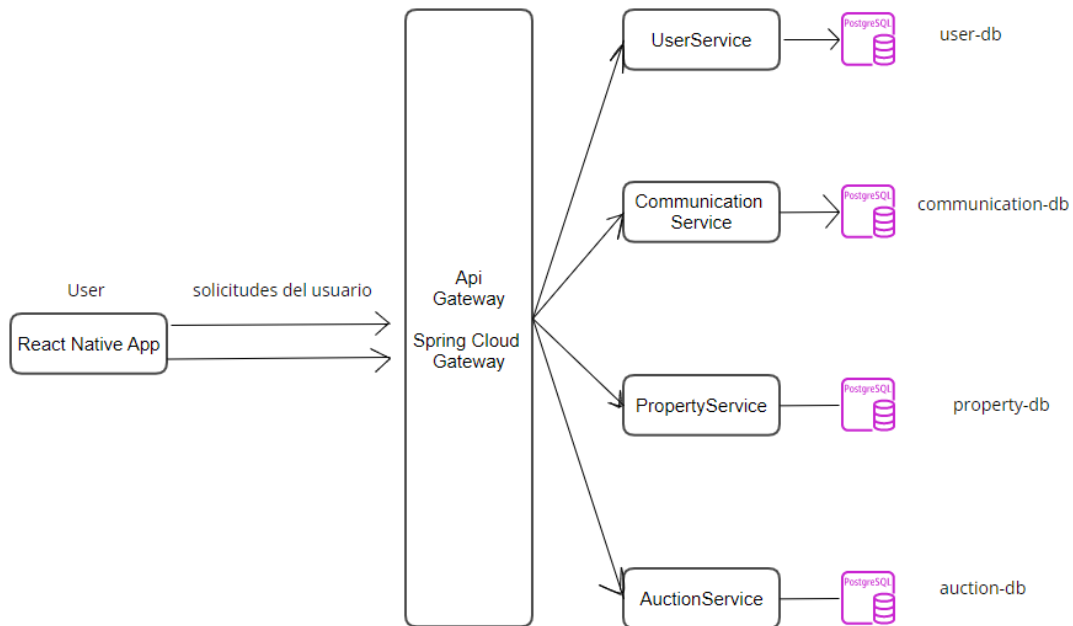 User
solicitudes del usuario
React Native App
Api
Gateway
Spring Cloud
Gateway
UserService
PostgreSQL
user-db
Communication
Service
PostgreSQL
communication-db
PropertyService
PostgreSQL
property-db
AuctionService
PostgreSQL
auction-db